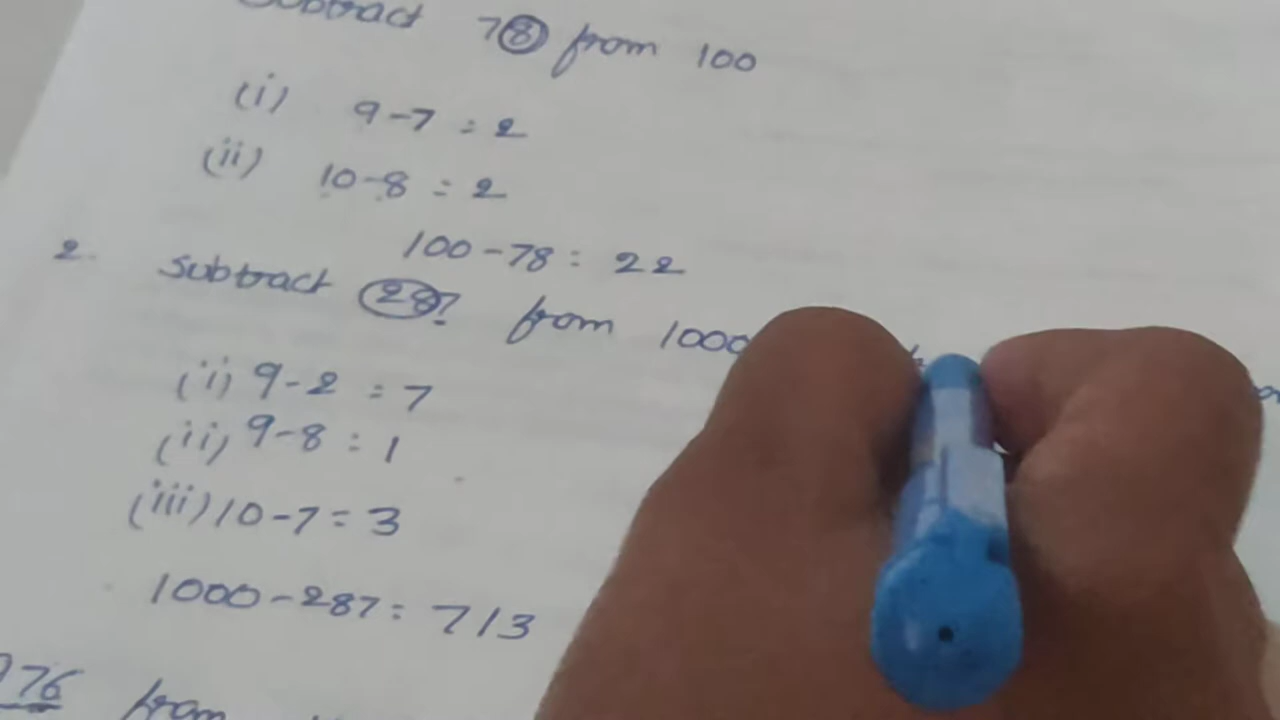 Subtract 78 from 100
(i) 9-7 = 2
(ii) 10-8 = 2
100-78 = 22
2. Subtract 287 from 1000
(i) 9-2 = 7
(ii) 9-8 = 1
(iii) 10-7 = 3
1000-287 = 713
976 from